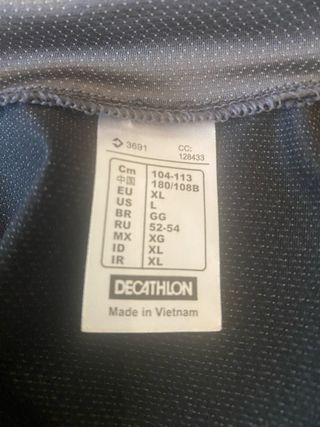 3691 CC: 128433
Cm 104-113
中国 180/108B
EU XL
US L
BR GG
RU 52-54
MX XG
ID XL
IR XL
DECATHLON
Made in Vietnam